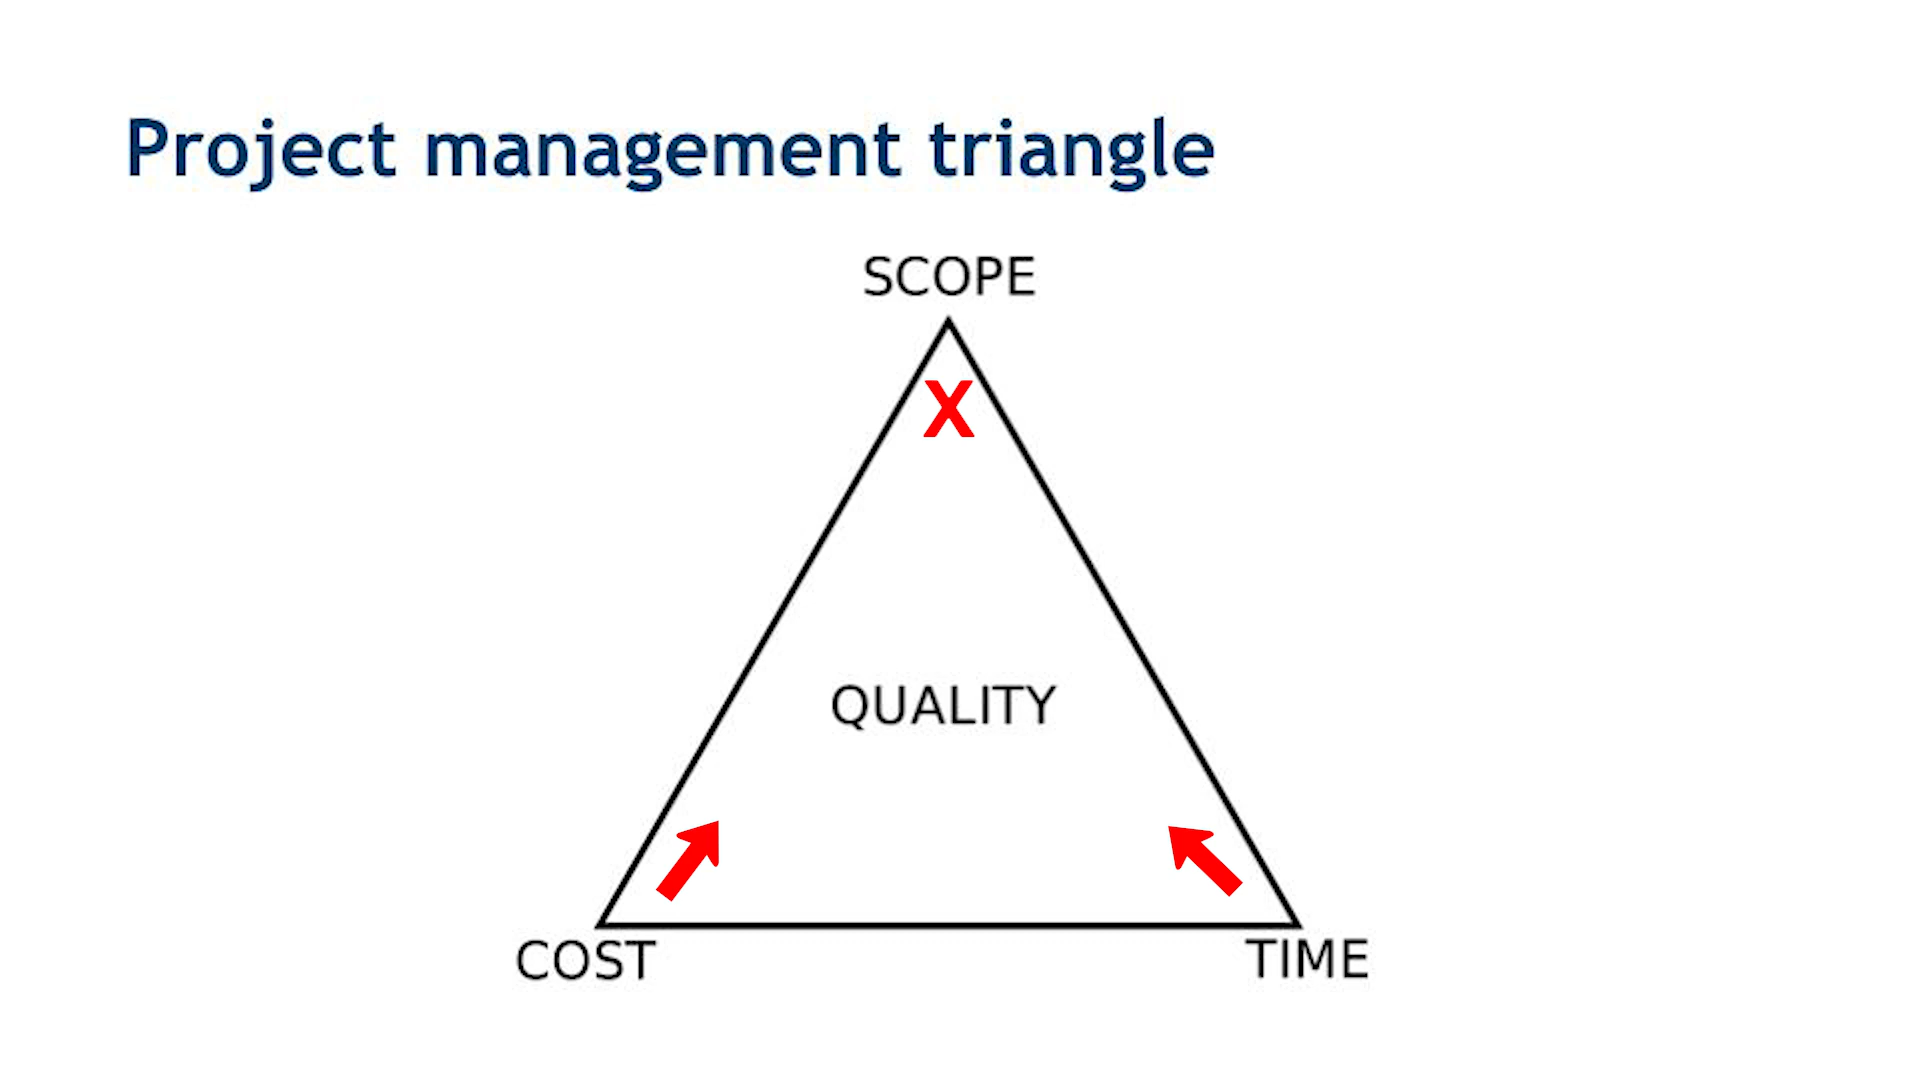 Project management triangle
SCOPE
X
QUALITY
COST
TIME